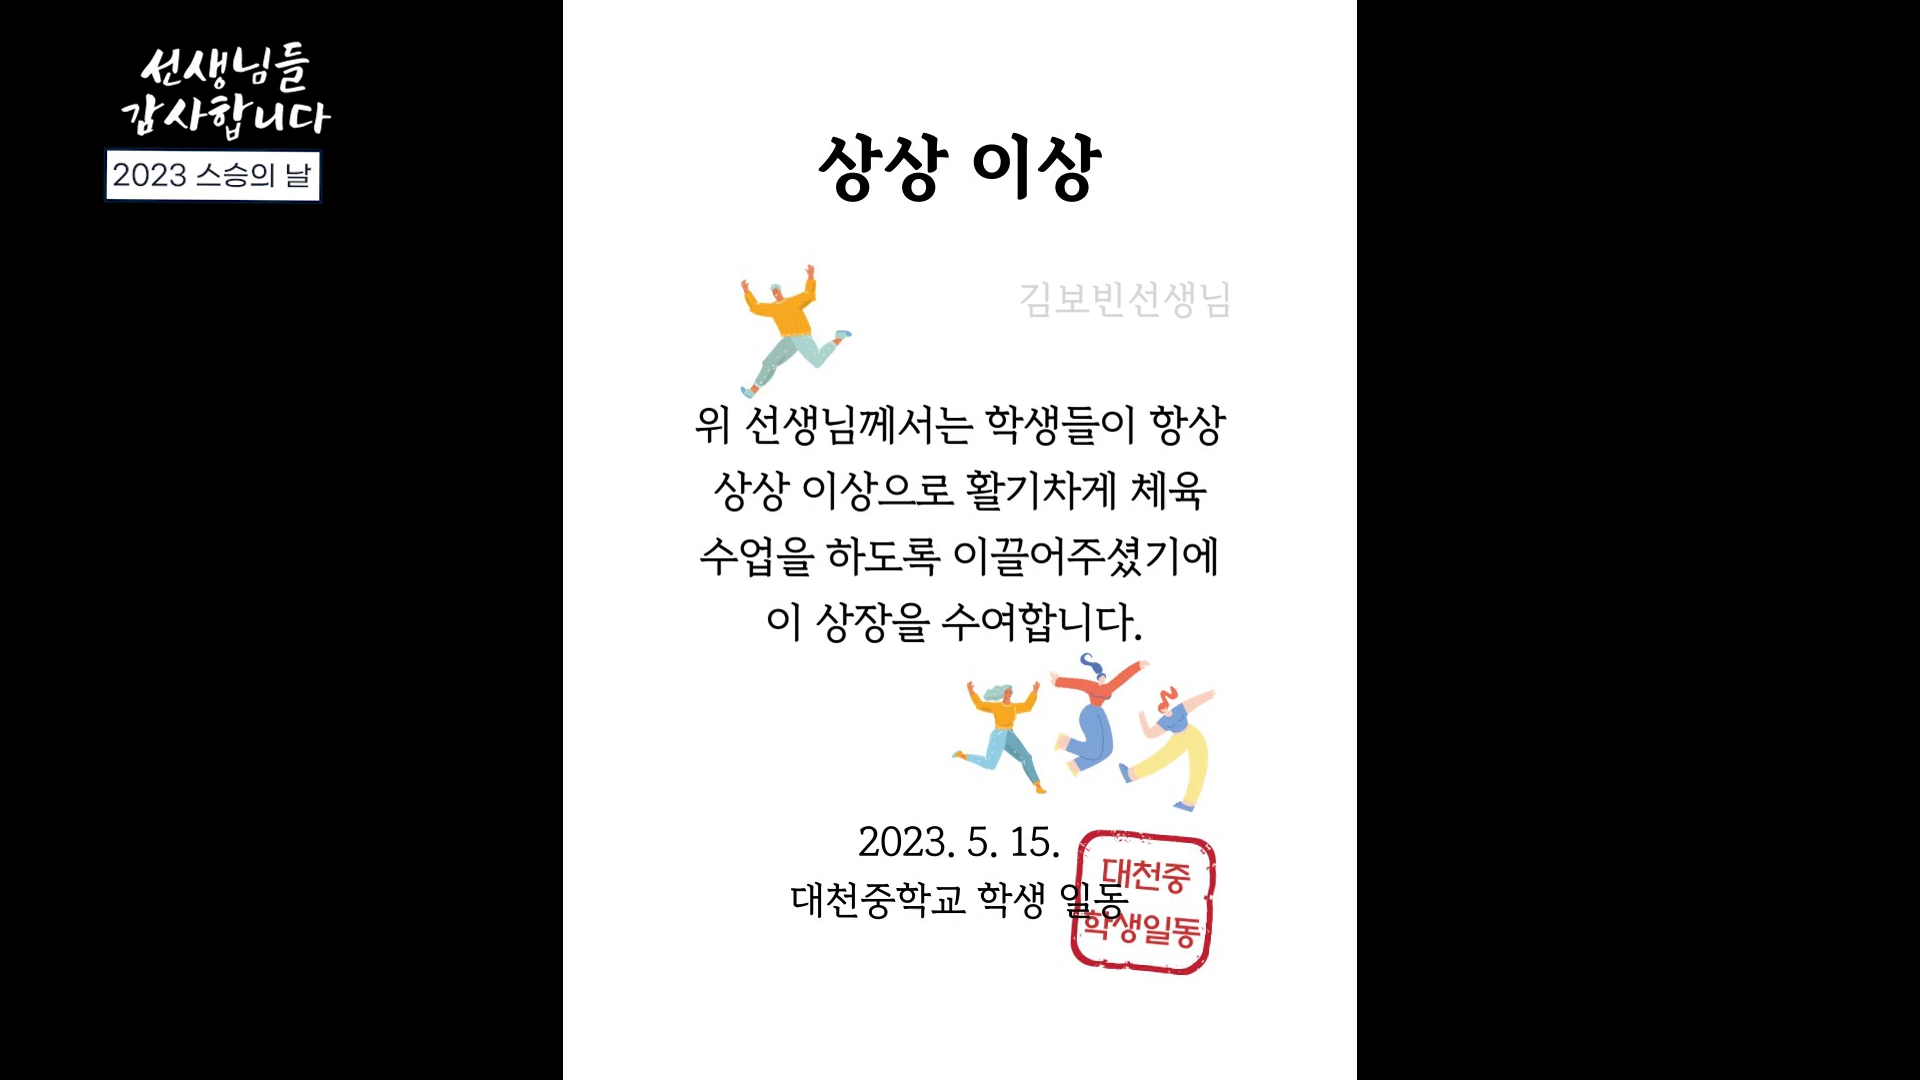 선생님들
감사합니다
2023 스승의 날
상상 이상
김보빈선생님
위 선생님께서는 학생들이 항상
상상 이상으로 활기차게 체육
수업을 하도록 이끌어주셨기에
이 상장을 수여합니다.
2023. 5. 15.
대천중학교 학생 일동
대천중
학생일동